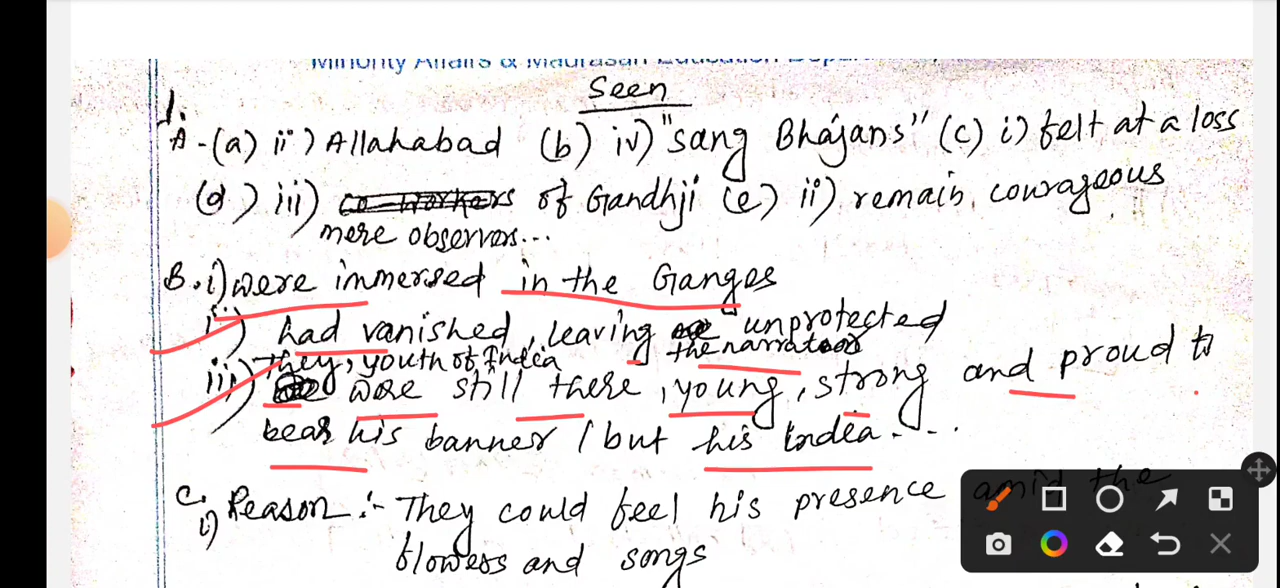 Minority Affairs & Madrasah Education Depar
Seen
1.
A - (a) ii) Allahabad (b) iv) "sang Bhajans" (c) i) felt at a loss
(d) iii) co-workers of Gandhji (e) ii) remain courageous
mere observers...
B. i) were immersed in the Ganges
ii) had vanished, leaving unprotected
the narrator
They, youth of India
iii) were still there, young, strong and proud to
bear his banner / but his India....
C. Reason :- They could feel his presence amid the
i)
flowers and songs